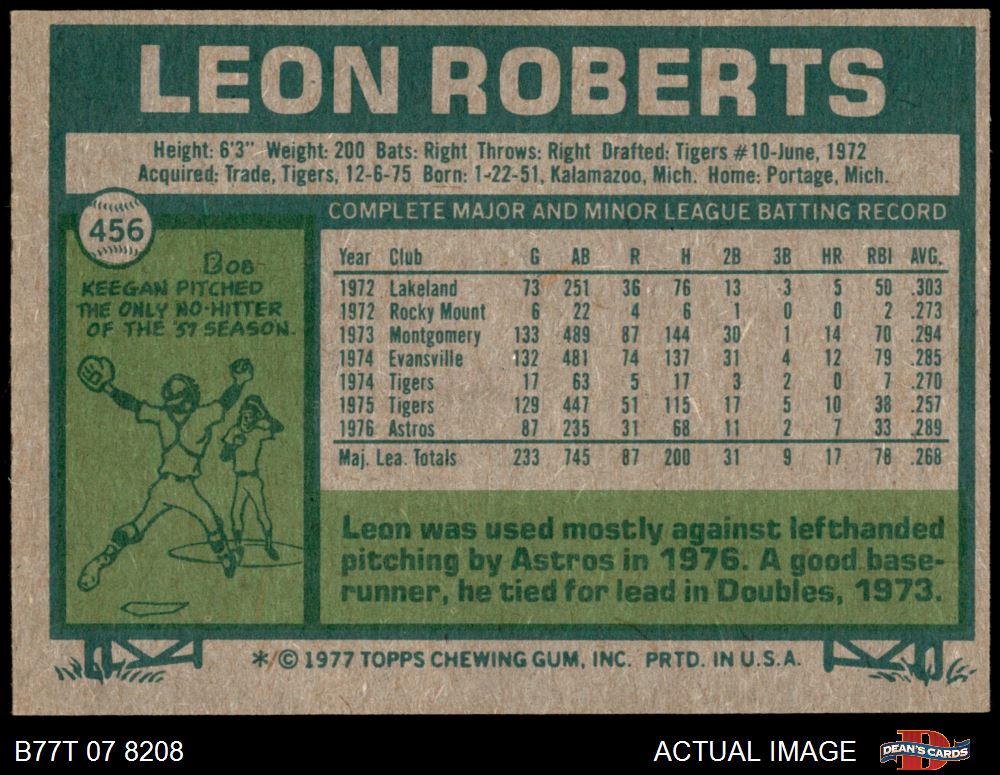 LEON ROBERTS
Height: 6'3" Weight: 200 Bats: Right Throws: Right Drafted: Tigers #10-June, 1972
Acquired: Trade, Tigers, 12-6-75 Born: 1-22-51, Kalamazoo, Mich. Home: Portage, Mich.
456
BOB
KEEGAN PITCHED
THE ONLY NO-HITTER
OF THE '57 SEASON.
COMPLETE MAJOR AND MINOR LEAGUE BATTING RECORD
Year Club G AB R H 2B 3B HR RBI AVG.
1972 Lakeland 73 251 36 76 13 3 5 50 .303
1972 Rocky Mount 6 22 4 6 1 0 0 2 .273
1973 Montgomery 133 489 87 144 30 1 14 70 .294
1974 Evansville 132 481 74 137 31 4 12 79 .285
1974 Tigers 17 63 5 17 3 2 0 7 .270
1975 Tigers 129 447 51 115 17 5 10 38 .257
1976 Astros 87 235 31 68 11 2 7 33 .289
Maj. Lea. Totals 233 745 87 200 31 9 17 78 .268
Leon was used mostly against lefthanded
pitching by Astros in 1976. A good base-
runner, he tied for lead in Doubles, 1973.
*/© 1977 TOPPS CHEWING GUM, INC. PRTD. IN U.S.A.
B77T 07 8208
ACTUAL IMAGE
D
DEAN'S CARDS